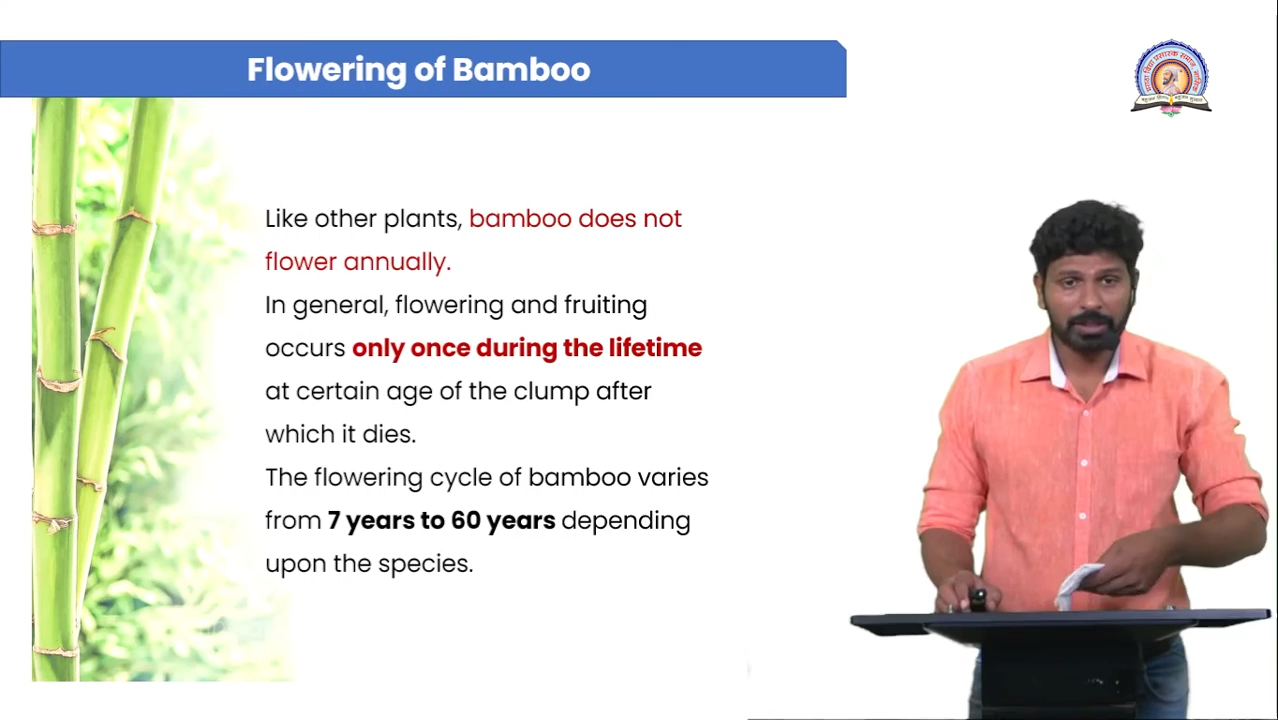 Flowering of Bamboo
Like other plants, bamboo does not
flower annually.
In general, flowering and fruiting
occurs only once during the lifetime
at certain age of the clump after
which it dies.
The flowering cycle of bamboo varies
from 7 years to 60 years depending
upon the species.